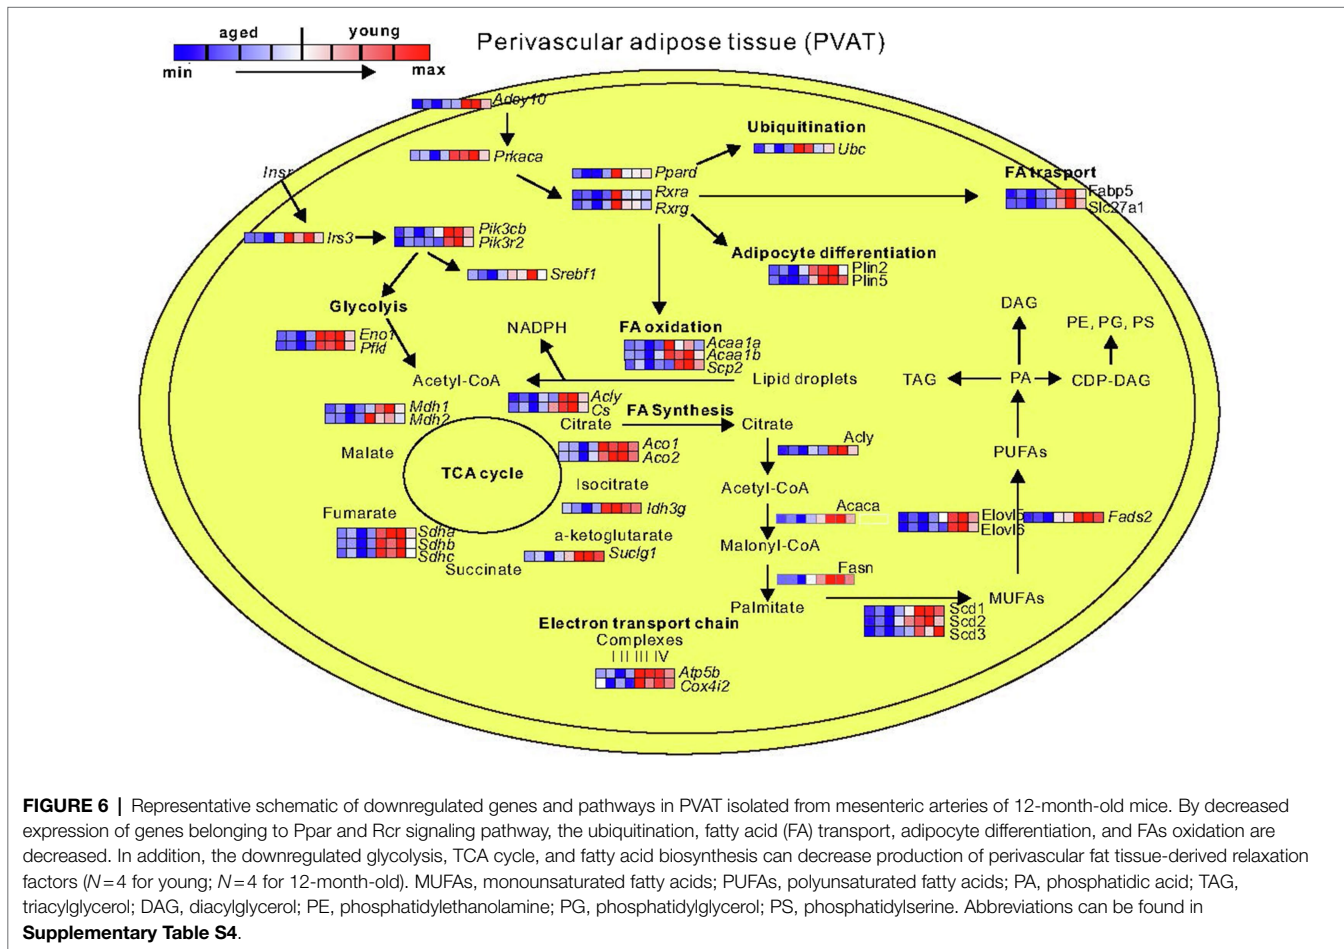 aged young
min max
Perivascular adipose tissue (PVAT)
Adcy10
Prkaca
Insr
Irs3
Pik3cb
Pik3r2
Srebf1
Ppard
Rxra
Rxrg
Ubiquitination
Ubc
FA trasport
Fabp5
Slc27a1
Adipocyte differentiation
Plin2
Plin5
Glycolyis
Eno1
Pfkl
NADPH
FA oxidation
Acaa1a
Acaa1b
Scp2
DAG
PE, PG, PS
Acetyl-CoA
Lipid droplets
TAG
PA
CDP-DAG
Mdh1
Mdh2
Acly
Cs
FA Synthesis
Citrate
Citrate
Malate
TCA cycle
Aco1
Aco2
Acly
PUFAs
Isocitrate
Acetyl-CoA
Idh3g
Fumarate
Acaca
Elovl5
Elovl6
Fads2
Sdha
Sdhb
Sdhc
a-ketoglutarate
Suclg1
Succinate
Malonyl-CoA
Fasn
Palmitate
MUFAs
Scd1
Scd2
Scd3
Electron transport chain
Complexes
I II III IV
Atp5b
Cox4i2
FIGURE 6 | Representative schematic of downregulated genes and pathways in PVAT isolated from mesenteric arteries of 12-month-old mice. By decreased
expression of genes belonging to Ppar and Rcr signaling pathway, the ubiquitination, fatty acid (FA) transport, adipocyte differentiation, and FAs oxidation are
decreased. In addition, the downregulated glycolysis, TCA cycle, and fatty acid biosynthesis can decrease production of perivascular fat tissue-derived relaxation
factors (N = 4 for young; N = 4 for 12-month-old). MUFAs, monounsaturated fatty acids; PUFAs, polyunsaturated fatty acids; PA, phosphatidic acid; TAG,
triacylglycerol; DAG, diacylglycerol; PE, phosphatidylethanolamine; PG, phosphatidylglycerol; PS, phosphatidylserine. Abbreviations can be found in
Supplementary Table S4.